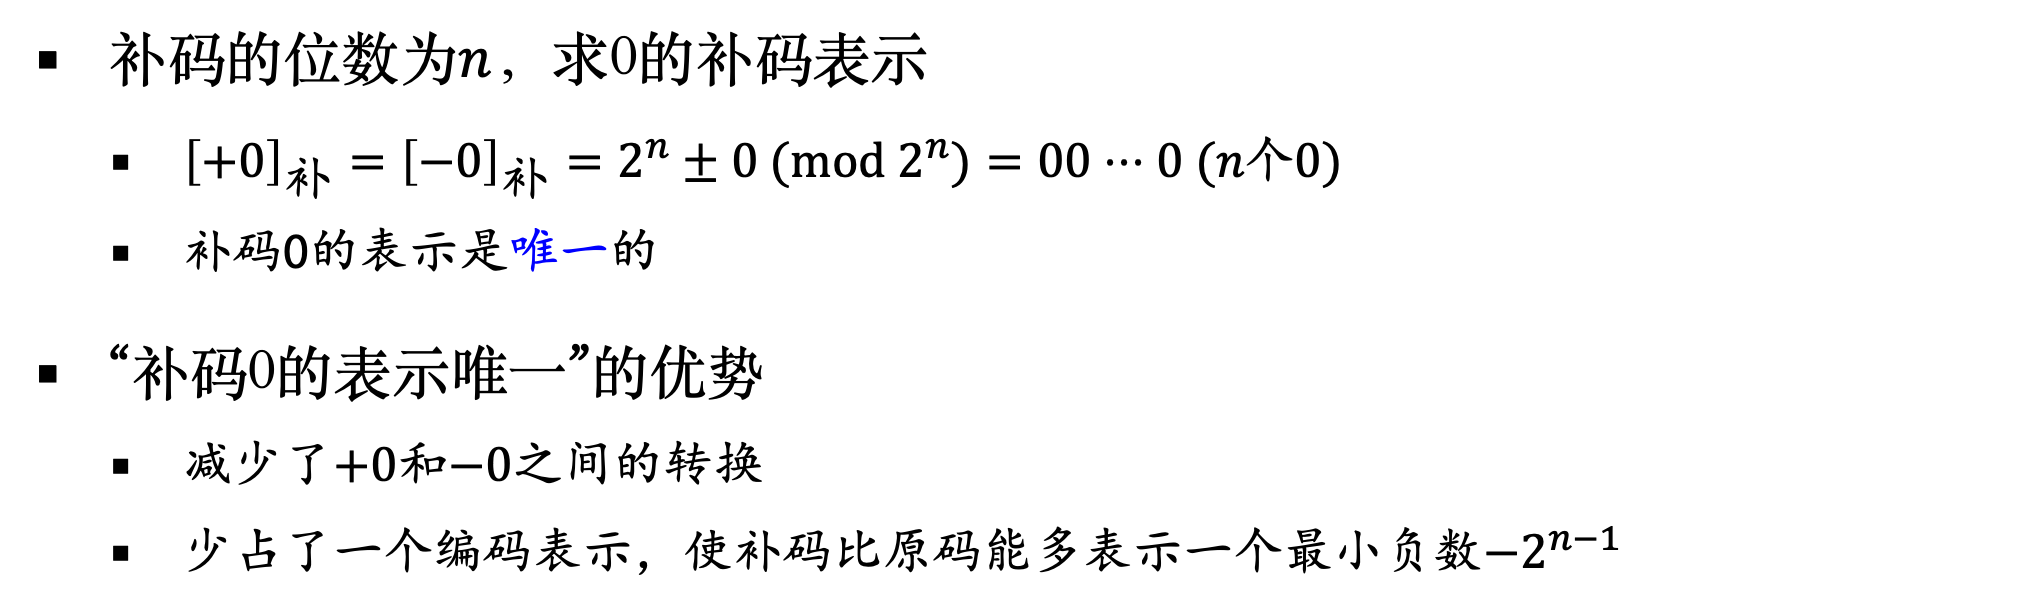 ▪ 补码的位数为n，求0的补码表示
▪ [+0]补 = [−0]补 = 2ⁿ ± 0 (mod 2ⁿ) = 00 ⋯ 0 (n个0)
▪ 补码0的表示是唯一的
▪ “补码0的表示唯一”的优势
▪ 减少了+0和−0之间的转换
▪ 少占了一个编码表示，使补码比原码能多表示一个最小负数−2ⁿ⁻¹